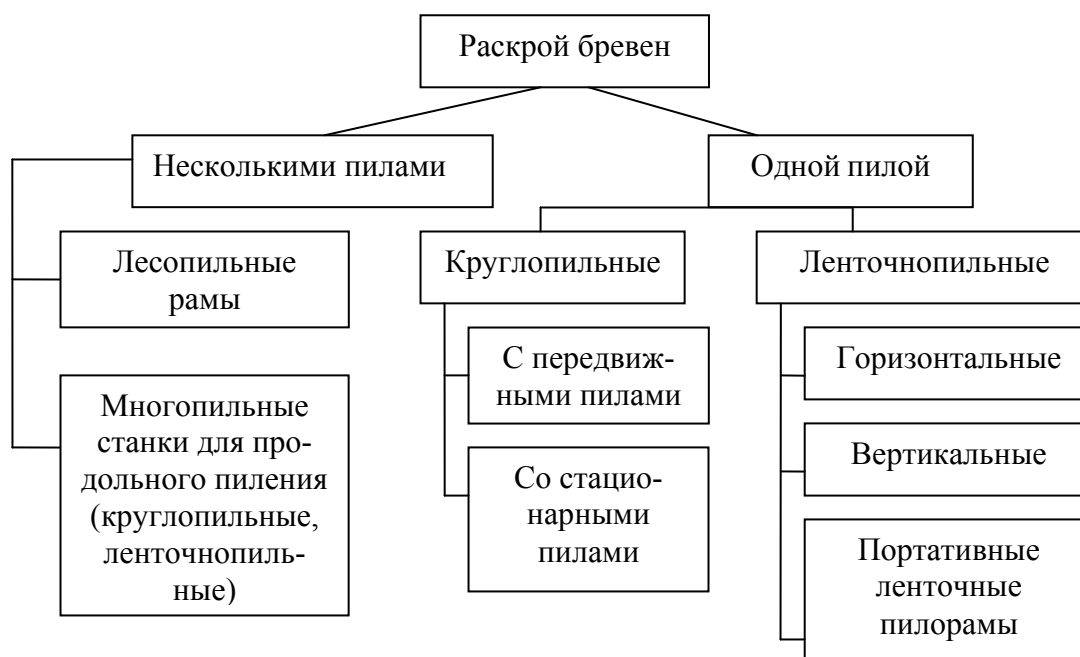 Раскрой бревен
Несколькими пилами
Одной пилой
Лесопильные
рамы
Многопильные
станки для про-
дольного пиления
(круглопильные,
ленточнопиль-
ные)
Круглопильные
С передвиж-
ными пилами
Со стацио-
нарными
пилами
Ленточнопильные
Горизонтальные
Вертикальные
Портативные
ленточные
пилорамы